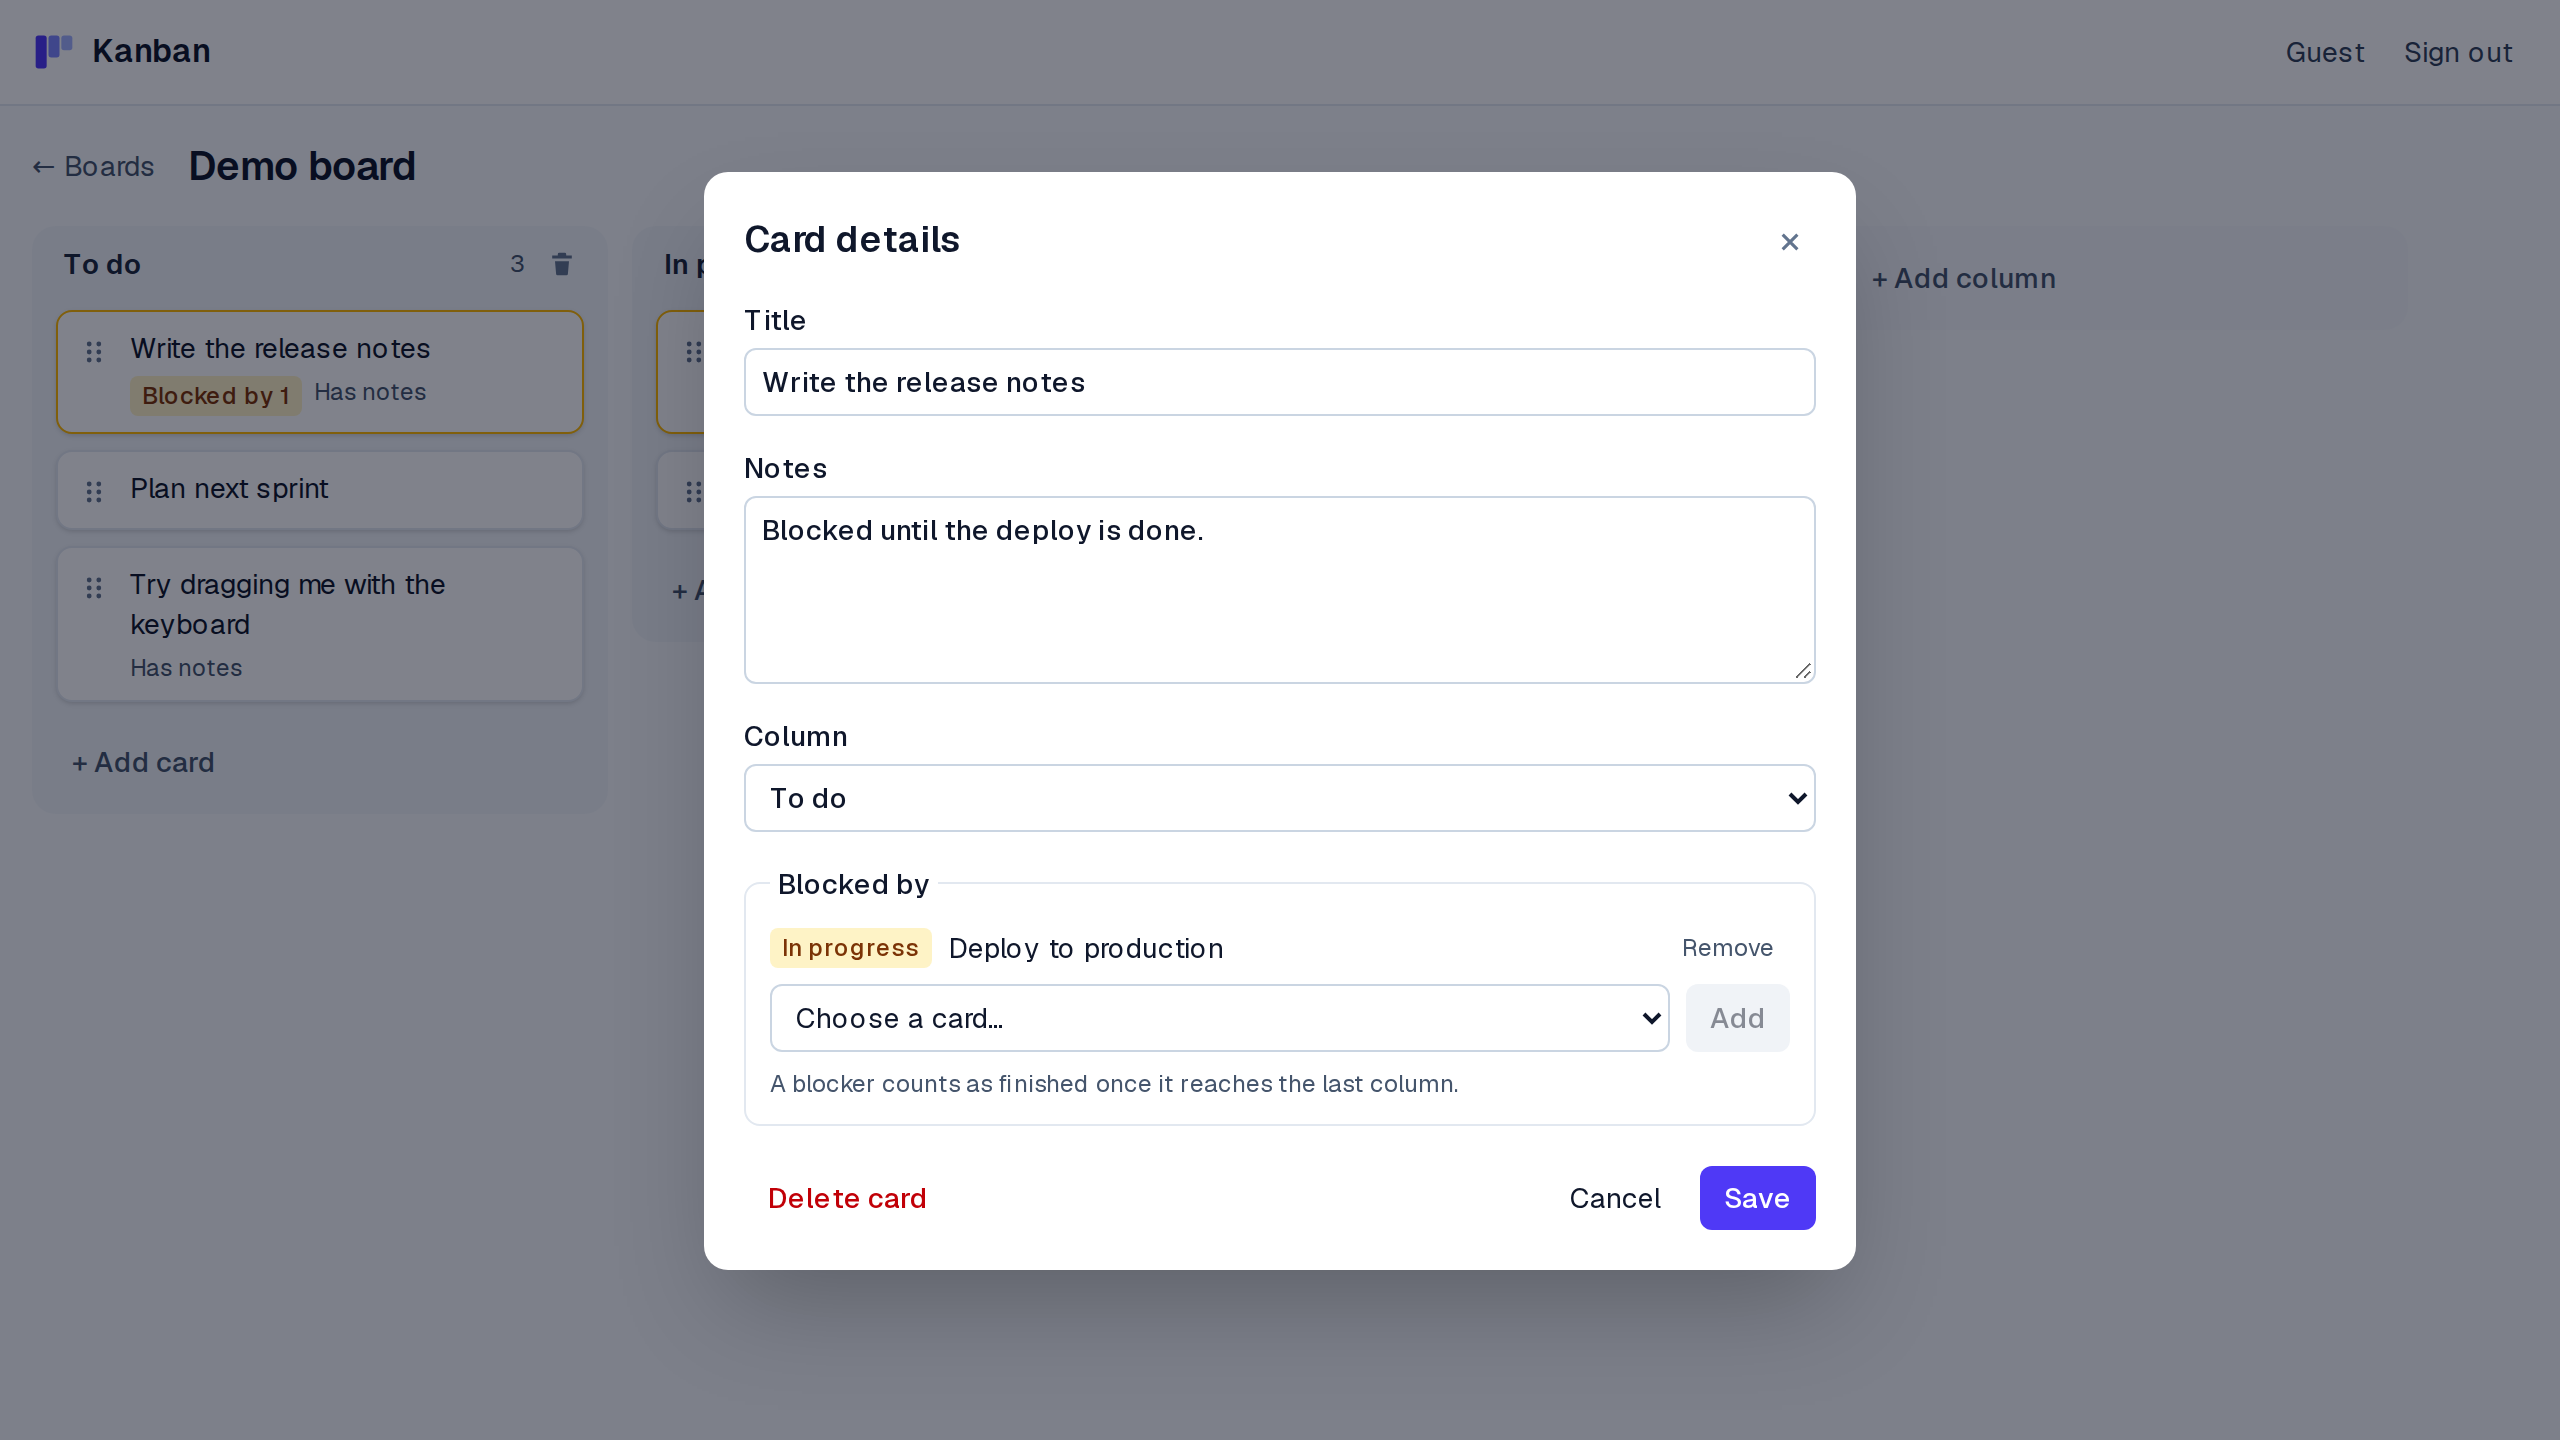 Kanban
Guest
Sign out
← Boards
Demo board
To do
3
Write the release notes
Blocked by 1
Has notes
Plan next sprint
Try dragging me with the
keyboard
Has notes
+ Add card
In
+
+ Add column
Card details
×
Title
Write the release notes
Notes
Blocked until the deploy is done.
Column
To do
Blocked by
In progress
Deploy to production
Remove
Choose a card...
Add
A blocker counts as finished once it reaches the last column.
Delete card
Cancel
Save